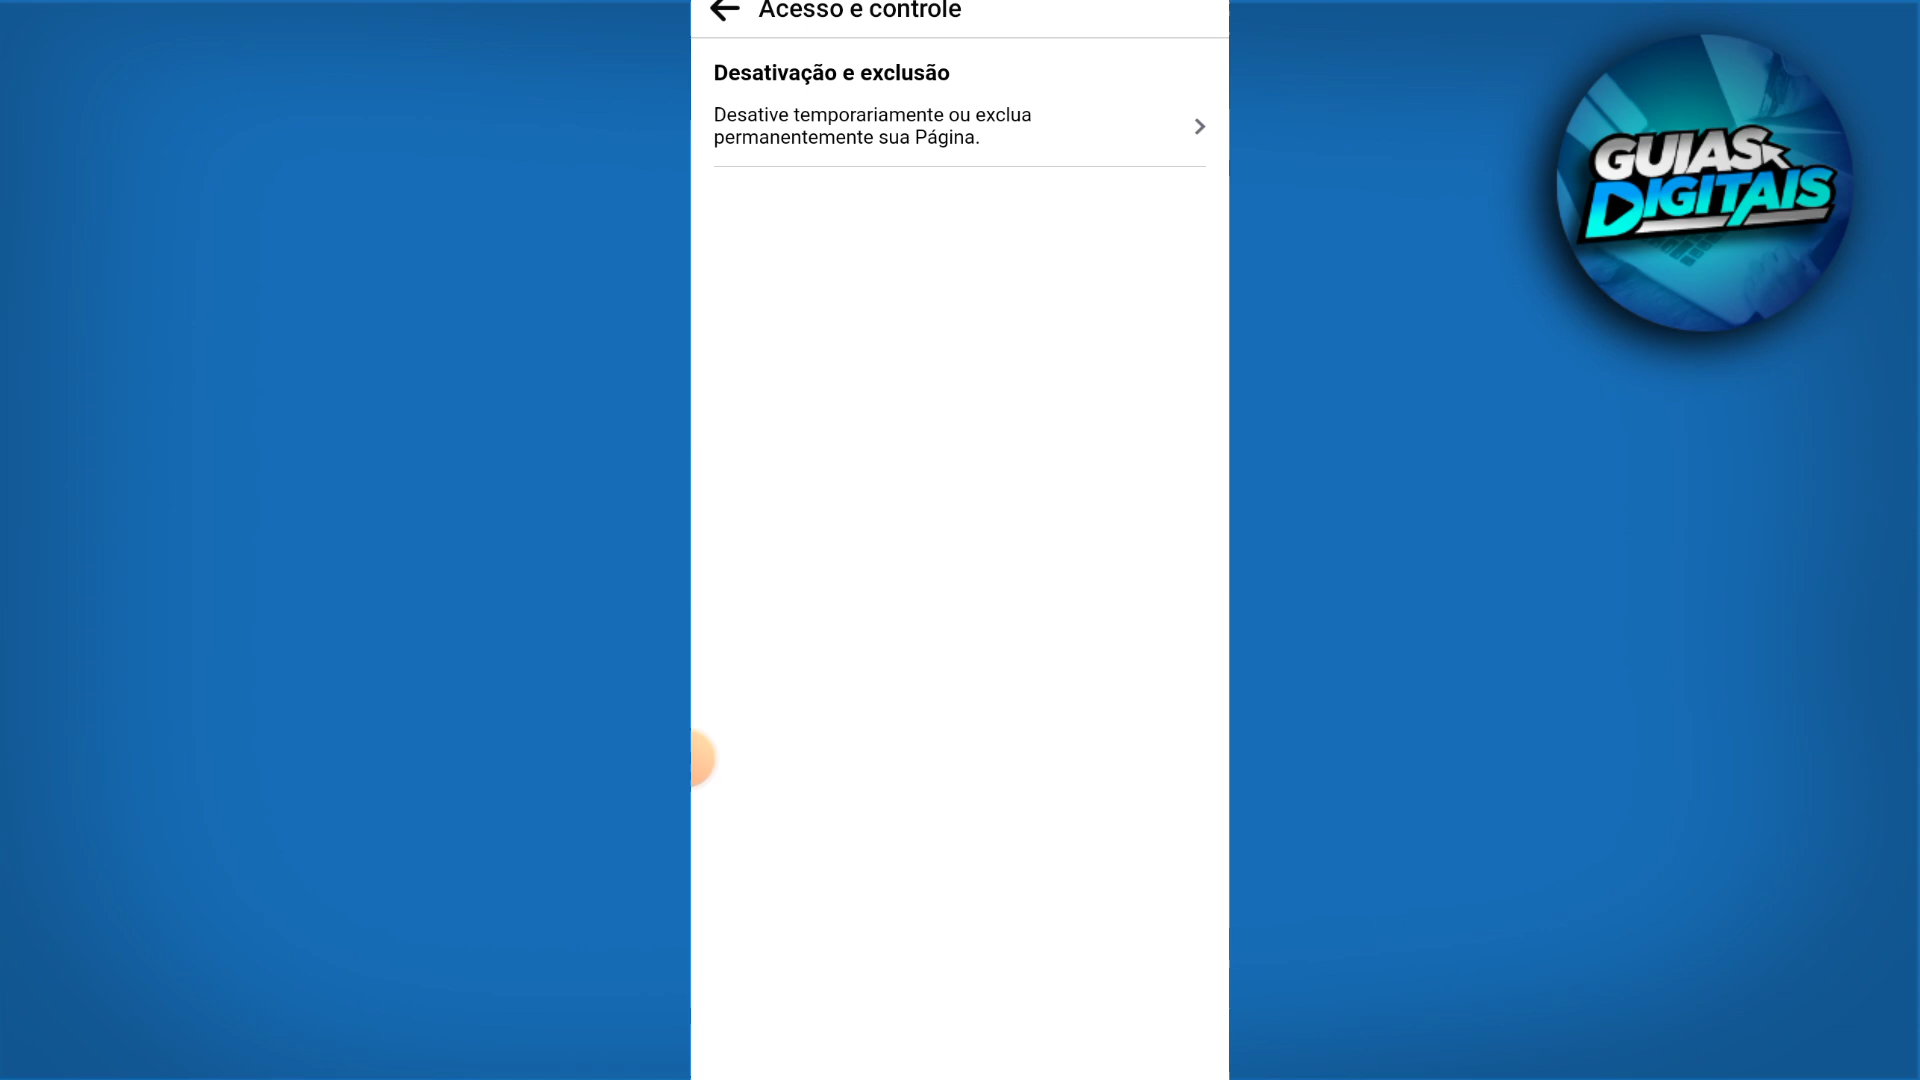 Acesso e controle
Desativação e exclusão
Desative temporariamente ou exclua
permanentemente sua Página.
GUIAS
DIGITAIS